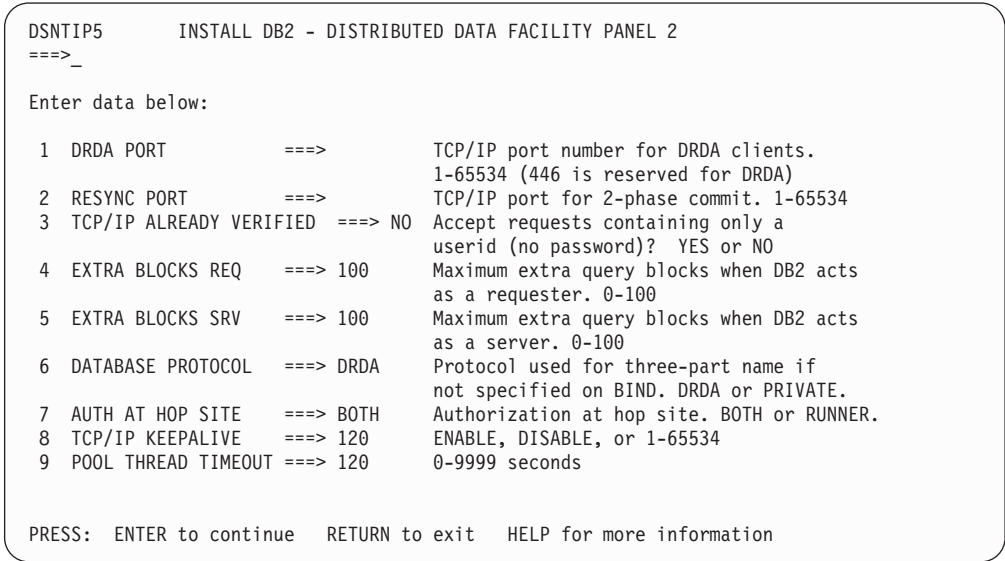 DSNTIP5 INSTALL DB2 - DISTRIBUTED DATA FACILITY PANEL 2
===>_
Enter data below:
1 DRDA PORT ===> TCP/IP port number for DRDA clients.
1-65534 (446 is reserved for DRDA)
2 RESYNC PORT ===> TCP/IP port for 2-phase commit. 1-65534
3 TCP/IP ALREADY VERIFIED ===> NO Accept requests containing only a
userid (no password)? YES or NO
4 EXTRA BLOCKS REQ ===> 100 Maximum extra query blocks when DB2 acts
as a requester. 0-100
5 EXTRA BLOCKS SRV ===> 100 Maximum extra query blocks when DB2 acts
as a server. 0-100
6 DATABASE PROTOCOL ===> DRDA Protocol used for three-part name if
not specified on BIND. DRDA or PRIVATE.
7 AUTH AT HOP SITE ===> BOTH Authorization at hop site. BOTH or RUNNER.
8 TCP/IP KEEPALIVE ===> 120 ENABLE, DISABLE, or 1-65534
9 POOL THREAD TIMEOUT ===> 120 0-9999 seconds
PRESS: ENTER to continue RETURN to exit HELP for more information